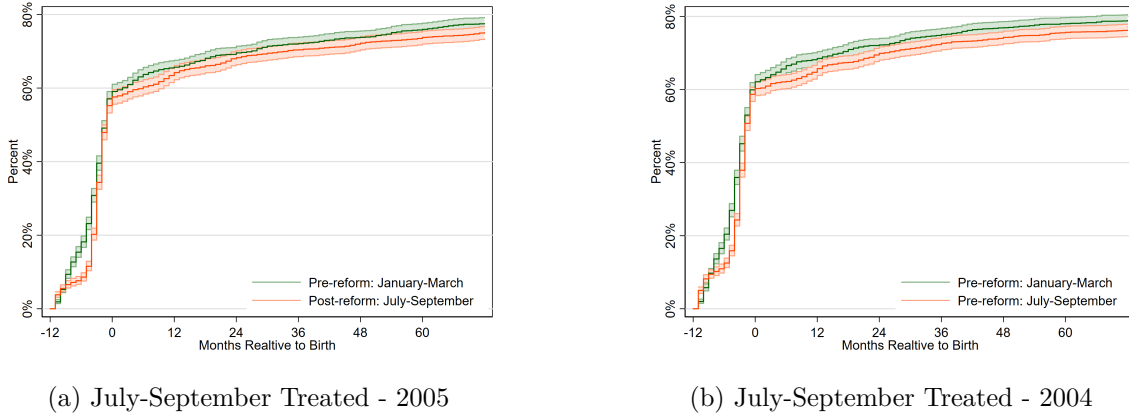 80%
60%
40%
20%
0%
Percent
Pre-reform: January-March
Post-reform: July-September
-12 0 12 24 36 48 60
Months Realtive to Birth
(a) July-September Treated - 2005
80%
60%
40%
20%
0%
Percent
Pre-reform: January-March
Pre-reform: July-September
-12 0 12 24 36 48 60
Months Realtive to Birth
(b) July-September Treated - 2004